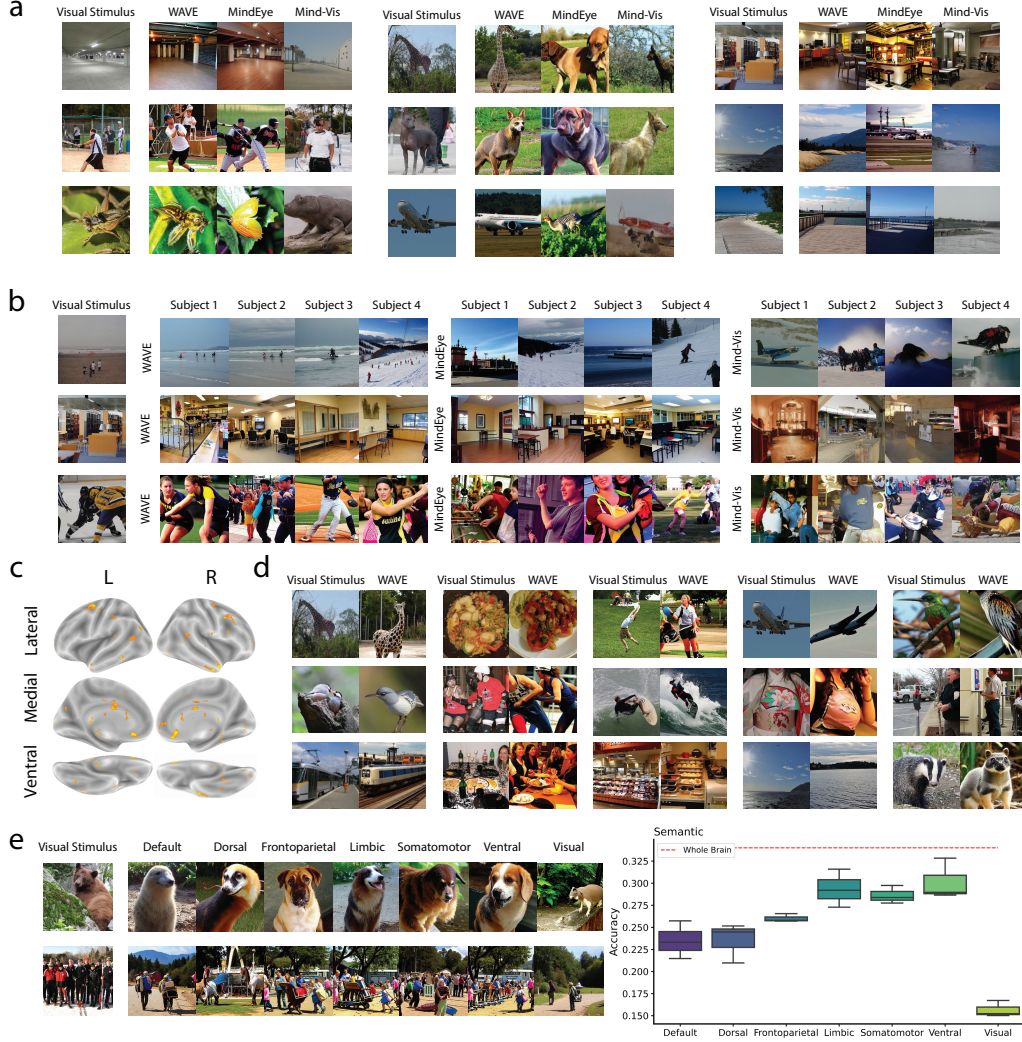 a
Visual Stimulus WAVE MindEye Mind-Vis
Visual Stimulus WAVE MindEye Mind-Vis
Visual Stimulus WAVE MindEye Mind-Vis
b
Visual Stimulus Subject 1 Subject 2 Subject 3 Subject 4 Subject 1 Subject 2 Subject 3 Subject 4 Subject 1 Subject 2 Subject 3 Subject 4
WAVE MindEye Mind-Vis
WAVE MindEye Mind-Vis
WAVE MindEye Mind-Vis
c
L R
Lateral
Medial
Ventral
d
Visual Stimulus WAVE Visual Stimulus WAVE Visual Stimulus WAVE Visual Stimulus WAVE Visual Stimulus WAVE
e
Visual Stimulus Default Dorsal Frontoparietal Limbic Somatomotor Ventral Visual
Semantic
Whole Brain
Accuracy
0.325
0.300
0.275
0.250
0.225
0.200
0.175
0.150
Default Dorsal Frontoparietal Limbic Somatomotor Ventral Visual